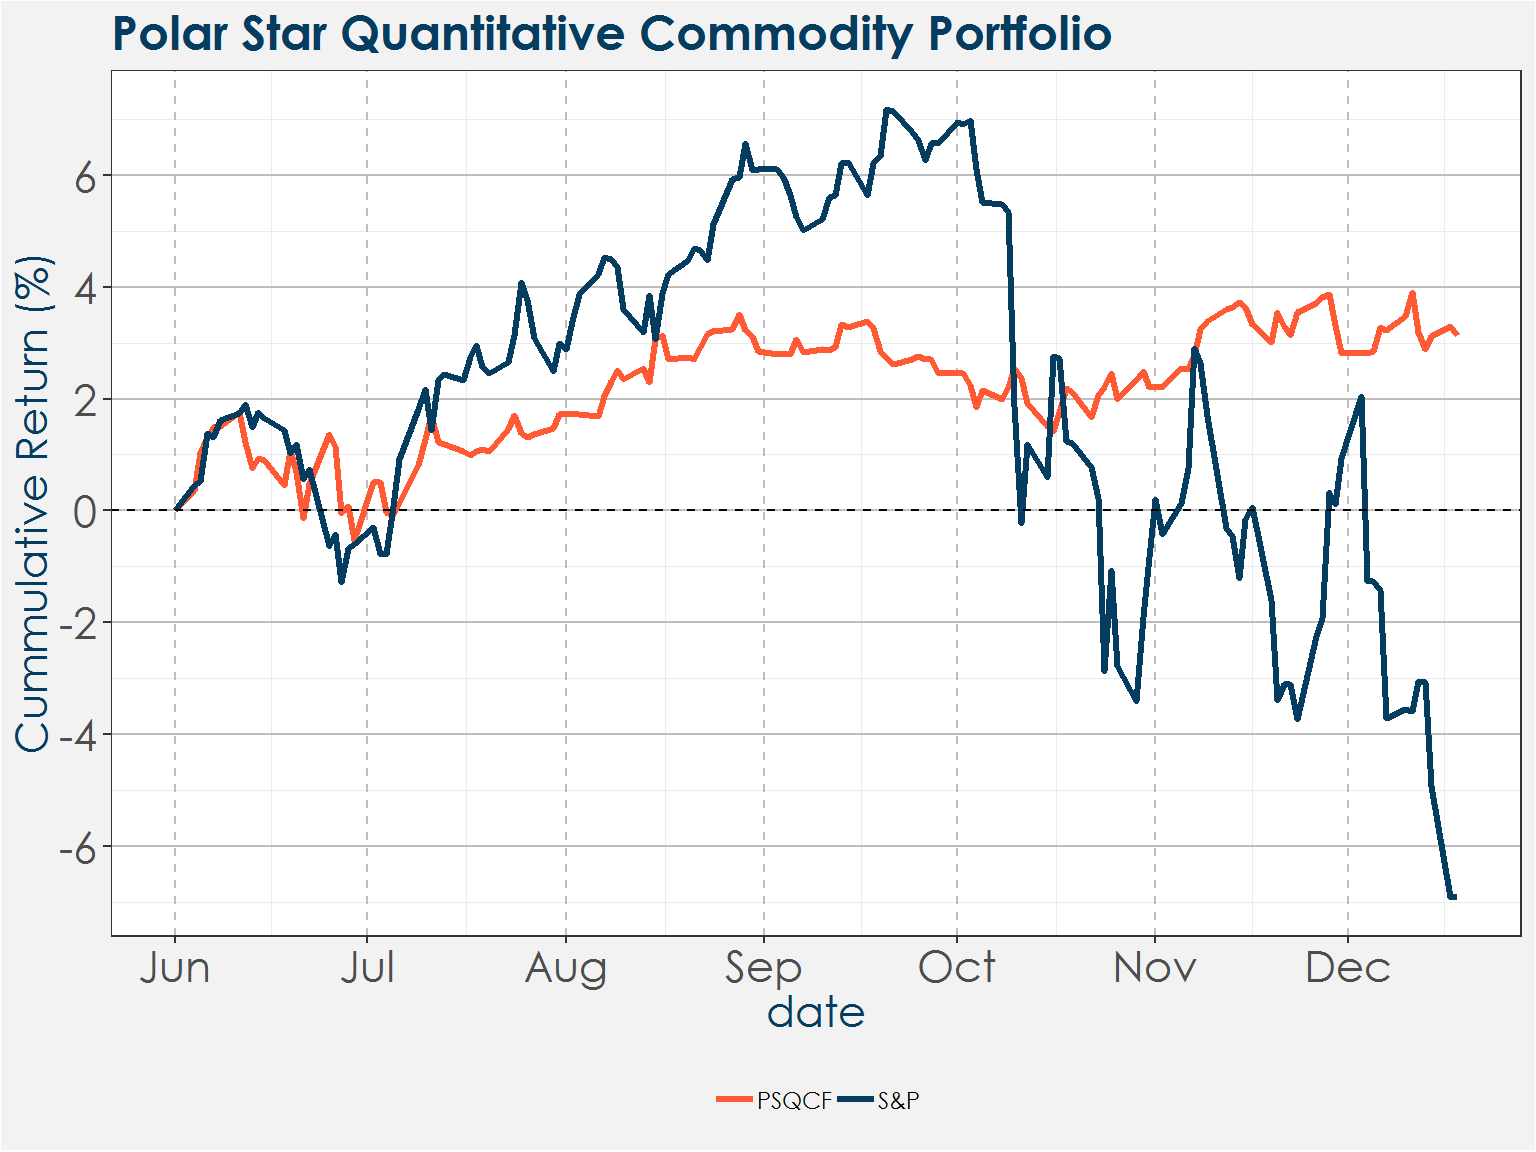 Polar Star Quantitative Commodity Portfolio
Cummulative Return (%)
6
4
2
0
-2
-4
-6
Jun Jul Aug Sep Oct Nov Dec
date
PSQCF S&P